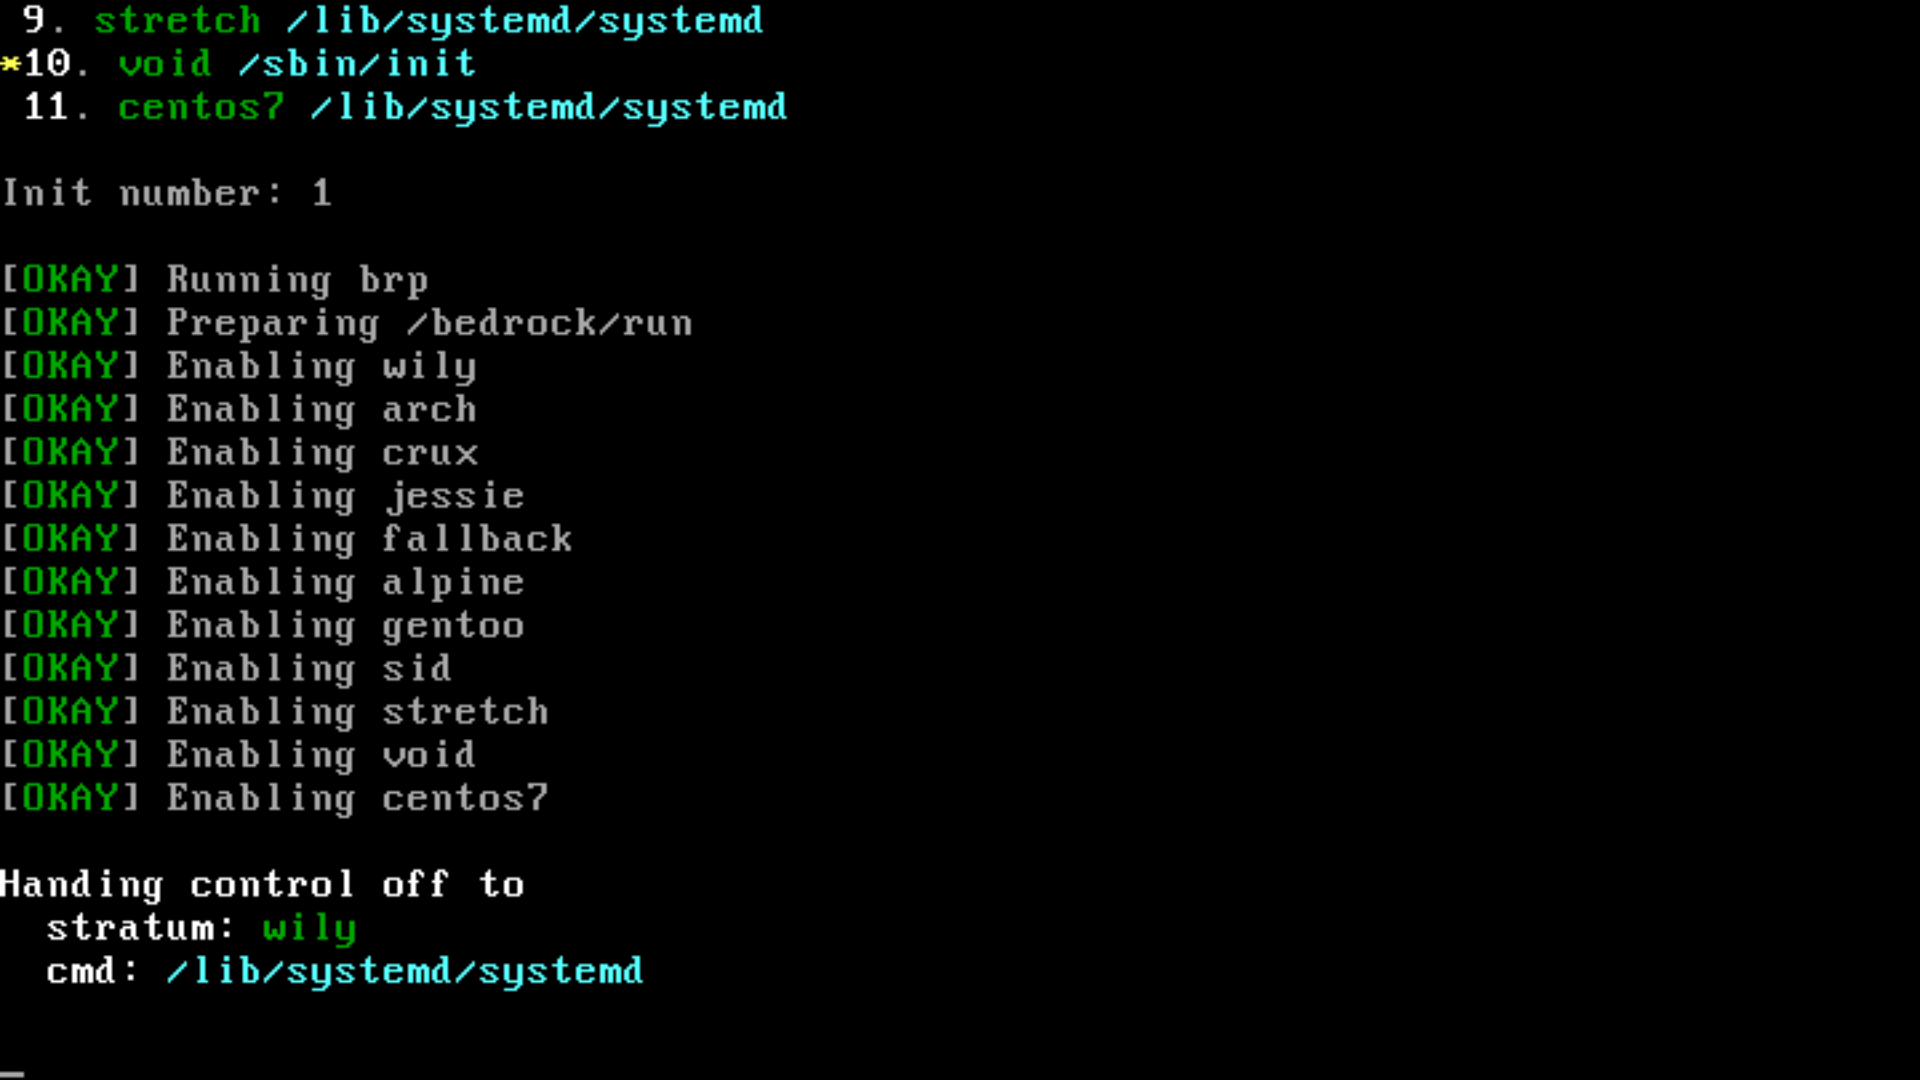 9. stretch /lib/systemd/systemd
*10. void /sbin/init
11. centos7 /lib/systemd/systemd
Init number: 1
[OKAY] Running brp
[OKAY] Preparing /bedrock/run
[OKAY] Enabling wily
[OKAY] Enabling arch
[OKAY] Enabling crux
[OKAY] Enabling jessie
[OKAY] Enabling fallback
[OKAY] Enabling alpine
[OKAY] Enabling gentoo
[OKAY] Enabling sid
[OKAY] Enabling stretch
[OKAY] Enabling void
[OKAY] Enabling centos7
Handing control off to
stratum: wily
cmd: /lib/systemd/systemd